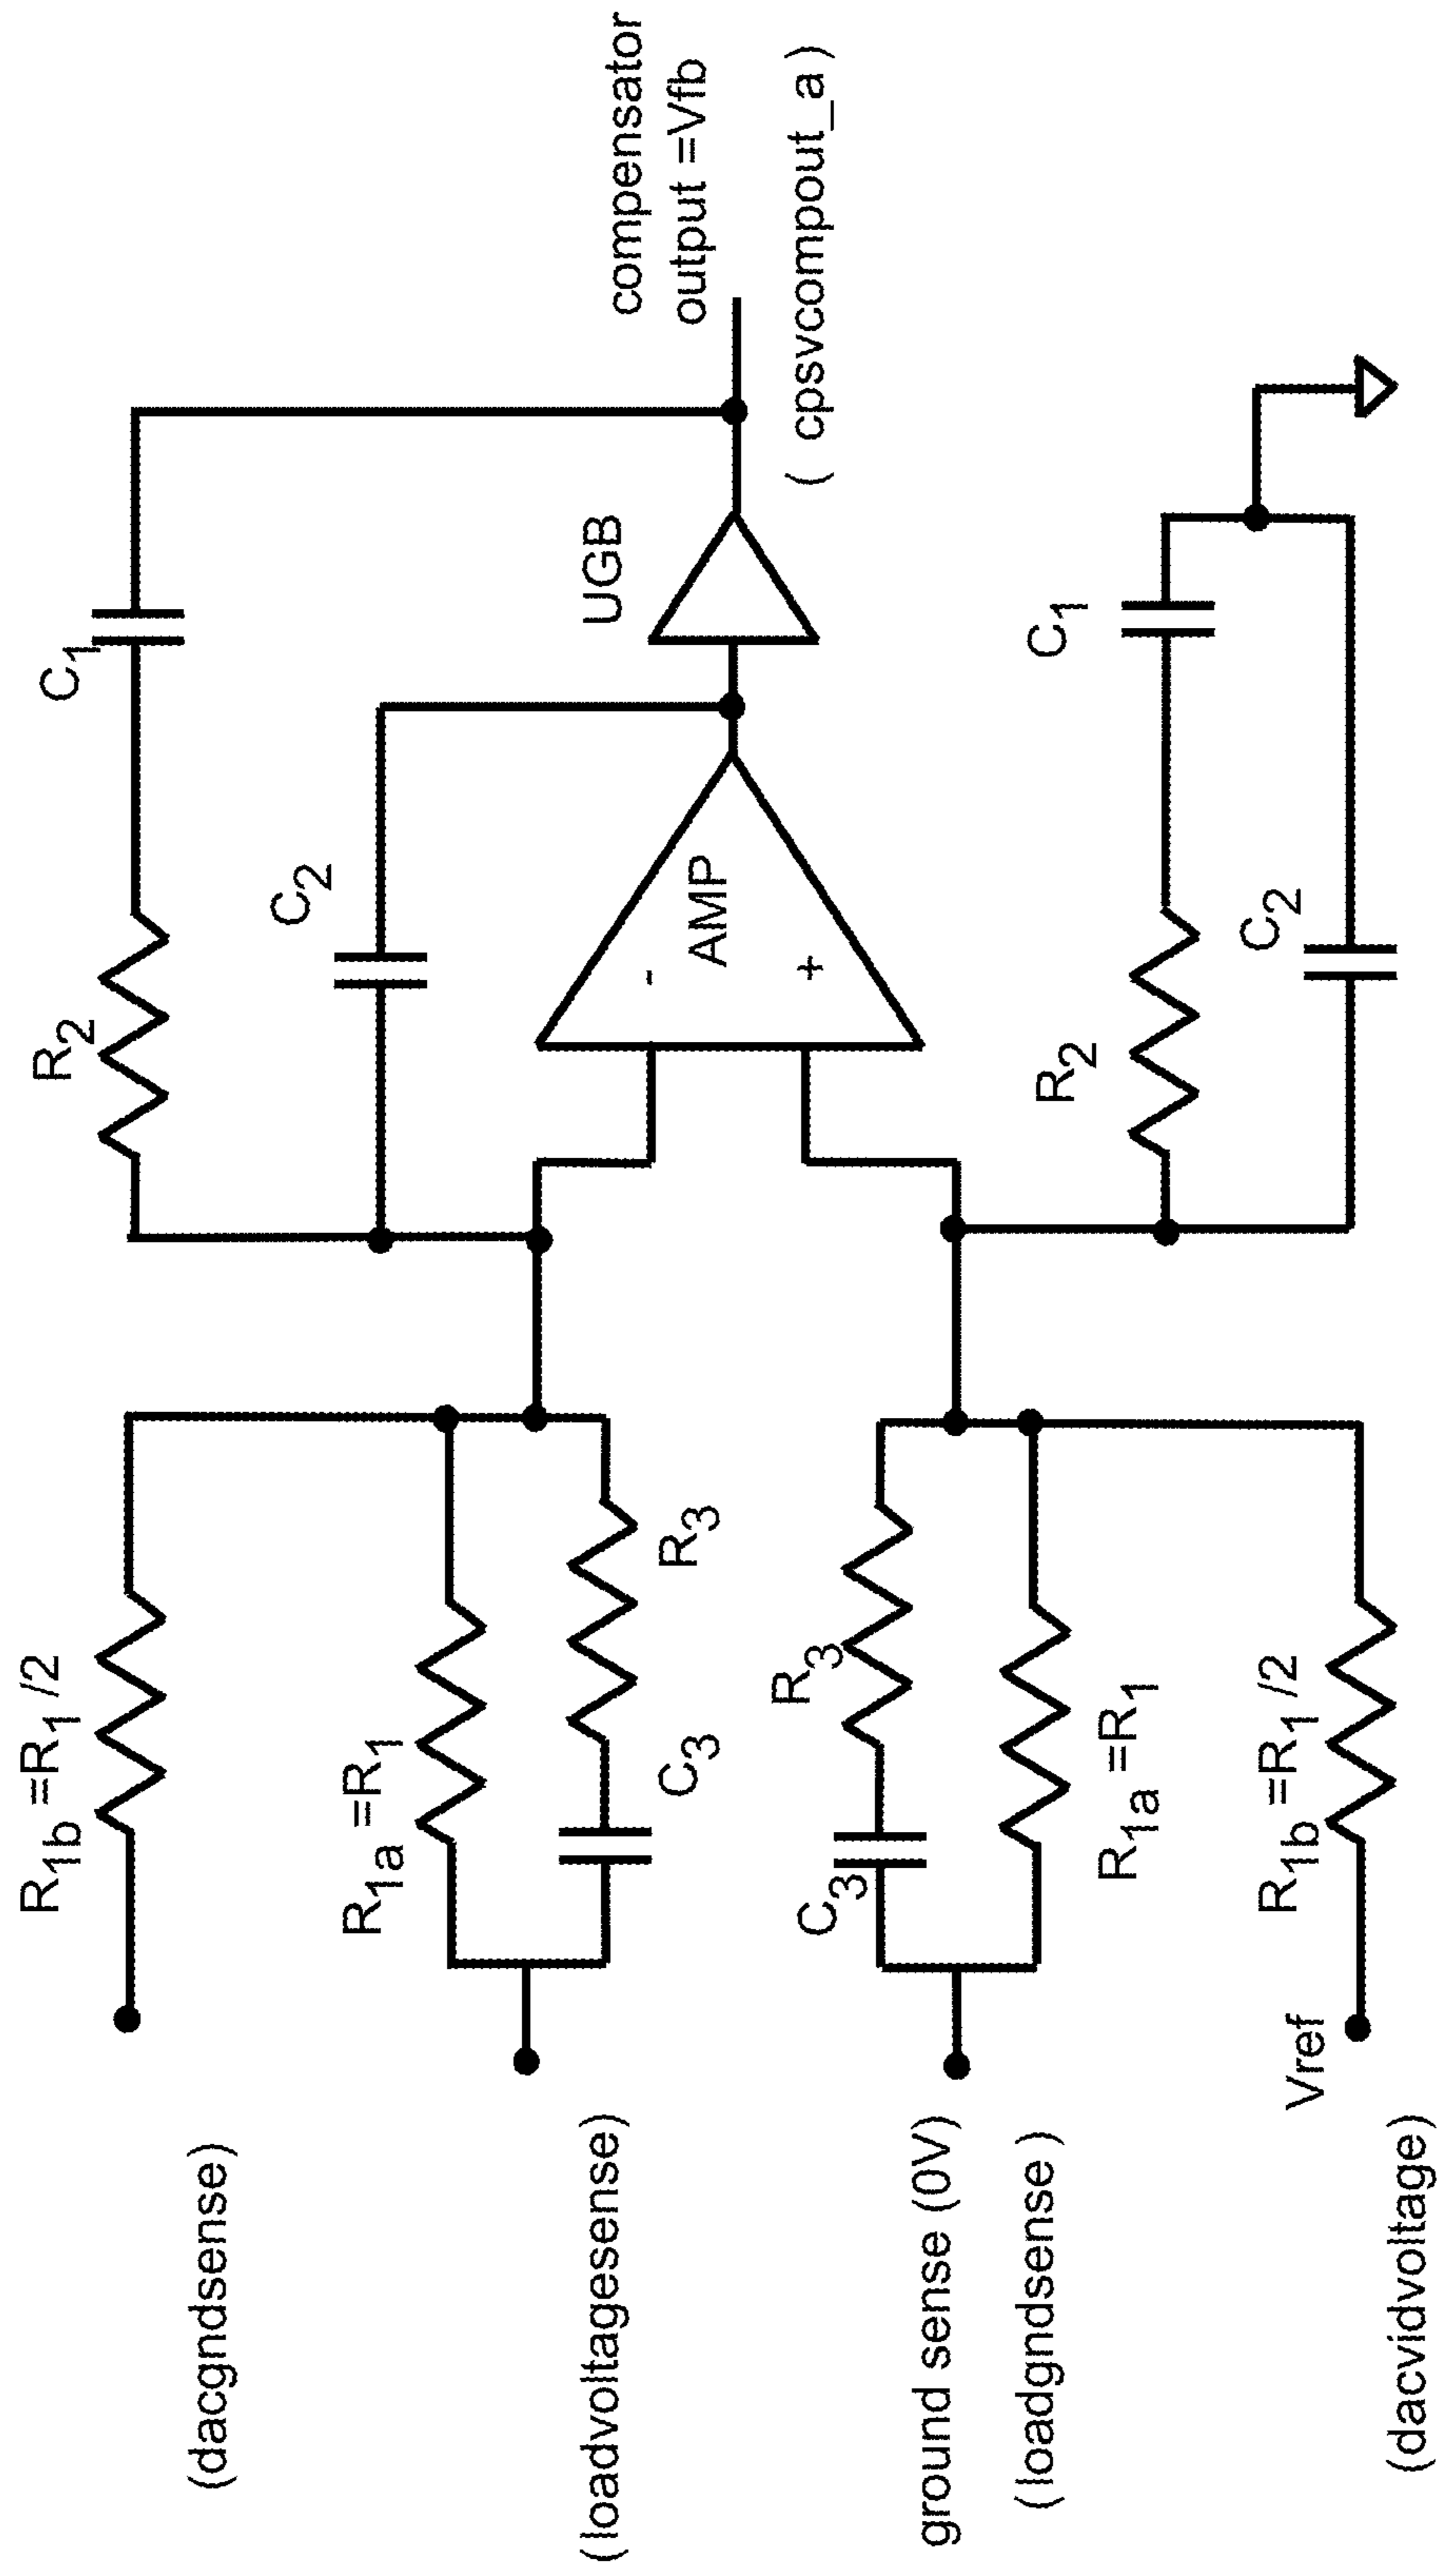 (dacgndsense)
R1b =R1 /2
R2
C1
(loadvoltagesense)
R1a =R1
C3
R3
C2
-
AMP
+
UGB
compensator
output =Vfb
( cpsvcompout_a )
ground sense (0V)
(loadgndsense )
C3
R3
R1a =R1
R2
C1
C2
(dacvidvoltage)
Vref
R1b =R1 /2